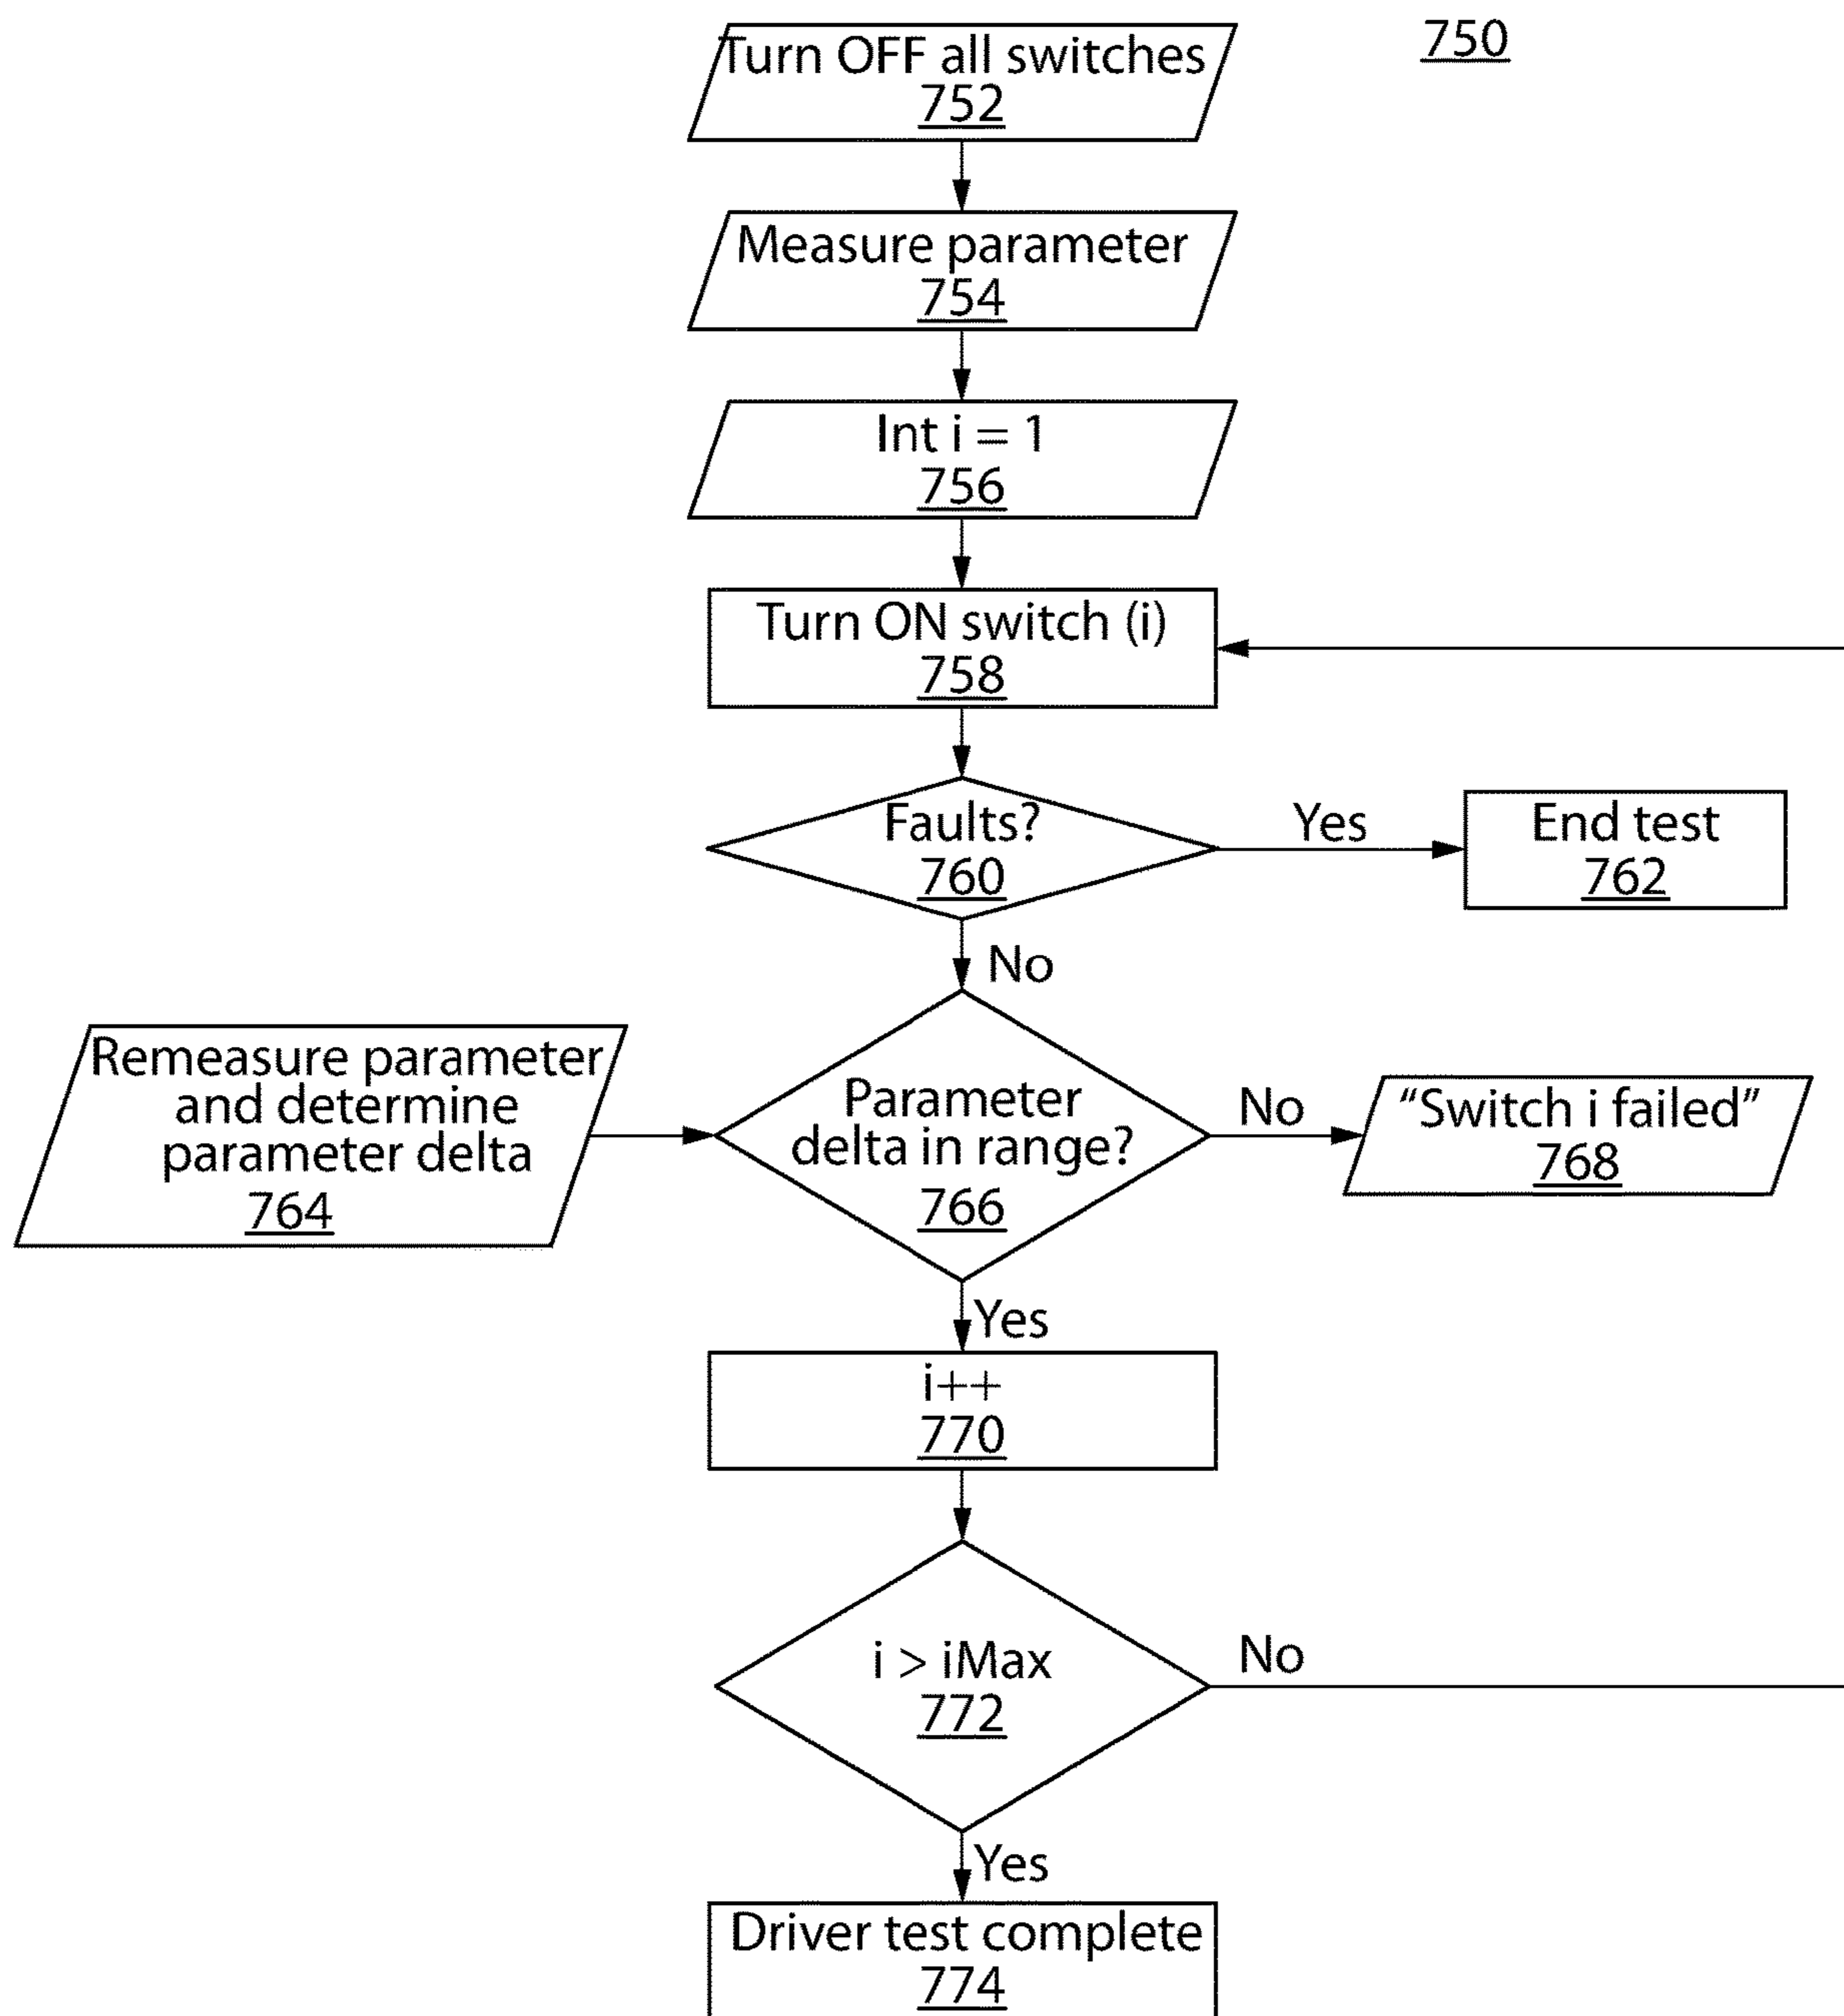 750
Turn OFF all switches
752
Measure parameter
754
Int i = 1
756
Turn ON switch (i)
758
Faults?
760
Yes
End test
762
No
Remeasure parameter
and determine
parameter delta
764
Parameter
delta in range?
766
No
“Switch i failed”
768
Yes
i++
770
i > iMax
772
No
Yes
Driver test complete
774